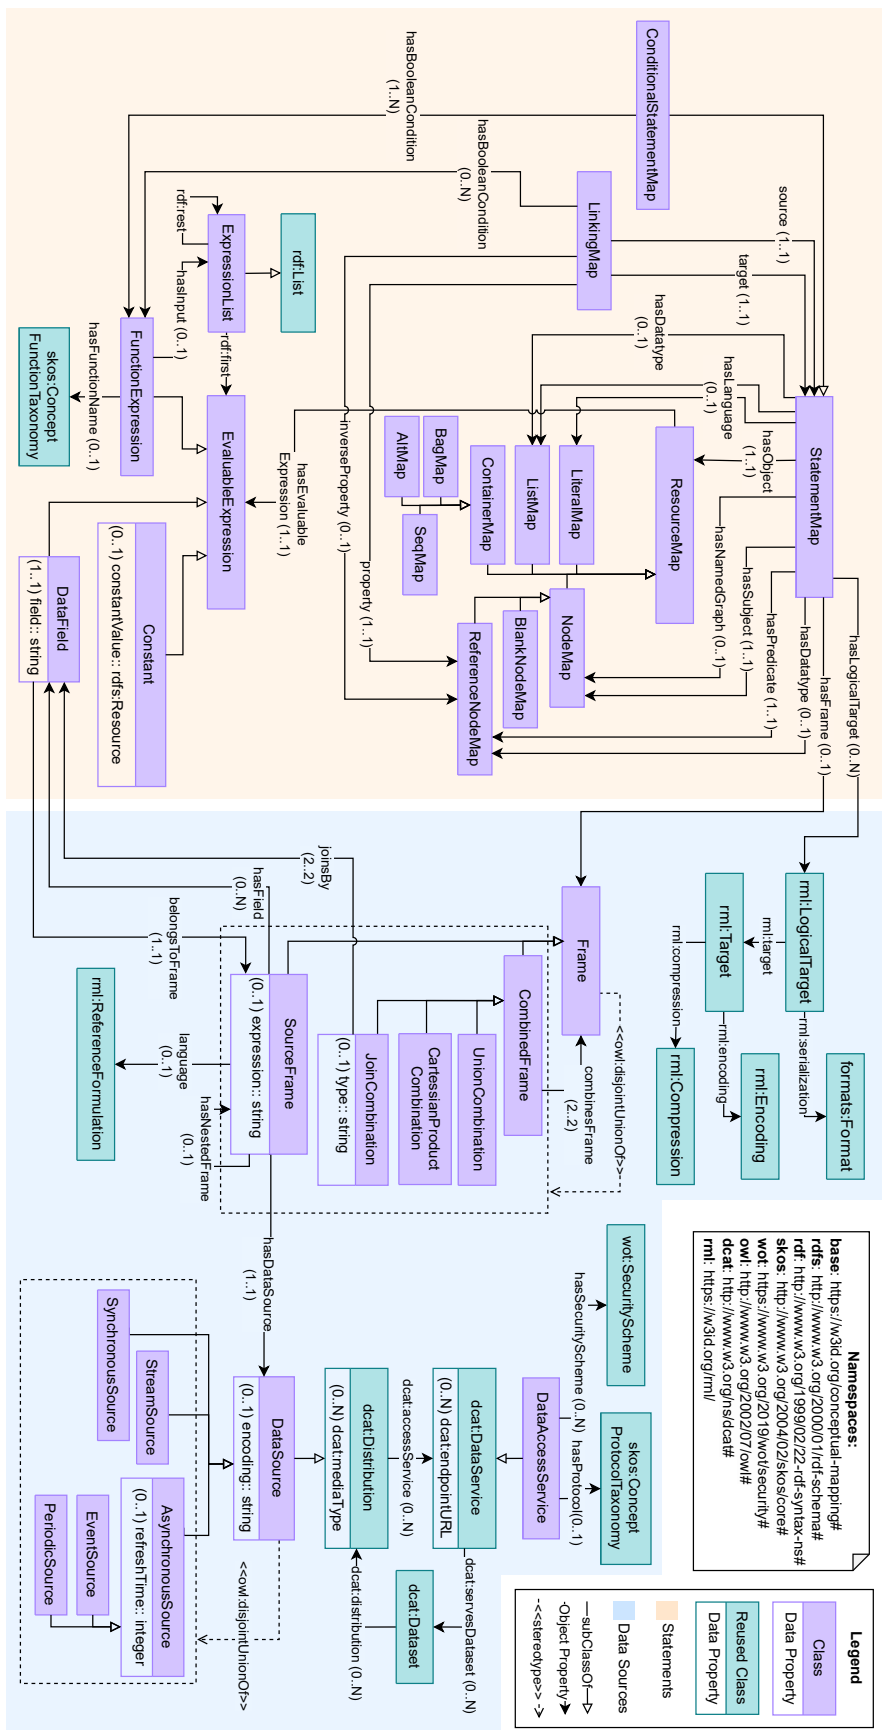 ConditionalStatementMap
hasBooleanCondition
(1..N)
hasBooleanCondition
(0..N)
LinkingMap
source (1..1)
target (1..1)
StatementMap
hasDatatype
(0..1)
hasLanguage
(0..1)
hasObject
(1..1)
hasNamedGraph (0..1)
hasSubject (1..1)
hasPredicate (1..1)
hasDatatype (0..1)
hasFrame (0..1)
hasLogicalTarget (0..N)
ResourceMap
LiteralMap
ListMap
ContainerMap
BagMap
AltMap
SeqMap
NodeMap
BlankNodeMap
ReferenceNodeMap
property (1..1)
inverseProperty (0..1)
hasEvaluable
Expression (1..1)
rdf:List
ExpressionList
rdf:rest
rdf:first
hasInput (0..1)
FunctionExpression
EvaluableExpression
hasFunctionName (0..1)
skos:Concept
FunctionTaxonomy
Constant
(0..1) constantValue:: rdfs:Resource
DataField
(1..1) field:: string
rml:LogicalTarget
rml:target
rml:serialization
formats:Format
rml:Target
rml:encoding
rml:Encoding
rml:compression
rml:Compression
Frame
<<owl:disjointUnionOf>>
combinesFrame
(2..2)
CombinedFrame
UnionCombination
CartessianProduct
Combination
JoinCombination
(0..1) type:: string
joinsBy
(2..2)
hasField
(0..N)
belongsToFrame
(1..1)
SourceFrame
(0..1) expression:: string
language
(0..1)
hasNestedFrame
(0..1)
rml:ReferenceFormulation
hasDataSource
(1..1)
Namespaces:
base: https://w3id.org/conceptual-mapping#
rdfs: http://www.w3.org/2000/01/rdf-schema#
rdf: http://www.w3.org/1999/02/22-rdf-syntax-ns#
skos: http://www.w3.org/2004/02/skos/core#
wot: https://www.w3.org/2019/wot/security#
owl: http://www.w3.org/2002/07/owl#
dcat: http://www.w3.org/ns/dcat#
rml: https://w3id.org/rml/
wot:SecurityScheme
hasSecurityScheme (0..N)
skos:Concept
ProtocolTaxonomy
hasProtocol(0..1)
DataAccessService
dcat:DataService
(0..N) dcat:endpointURL
dcat:accessService (0..N)
dcat:servesDataset (0..N)
dcat:Distribution
(0..N) dcat:mediaType
dcat:Dataset
dcat:distribution (0..N)
DataSource
(0..1) encoding:: string
<<owl:disjointUnionOf>>
StreamSource
SynchronousSource
AsynchronousSource
(0..1) refreshTime:: integer
EventSource
PeriodicSource
Legend
Class
Data Property
Reused Class
Data Property
Statements
Data Sources
subClassOf
Object Property
<<stereotype>>